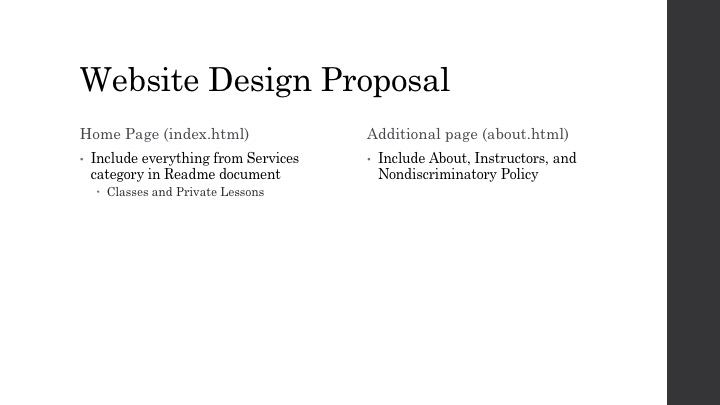 Website Design Proposal
Home Page (index.html)
• Include everything from Services
category in Readme document
• Classes and Private Lessons
Additional page (about.html)
• Include About, Instructors, and
Nondiscriminatory Policy